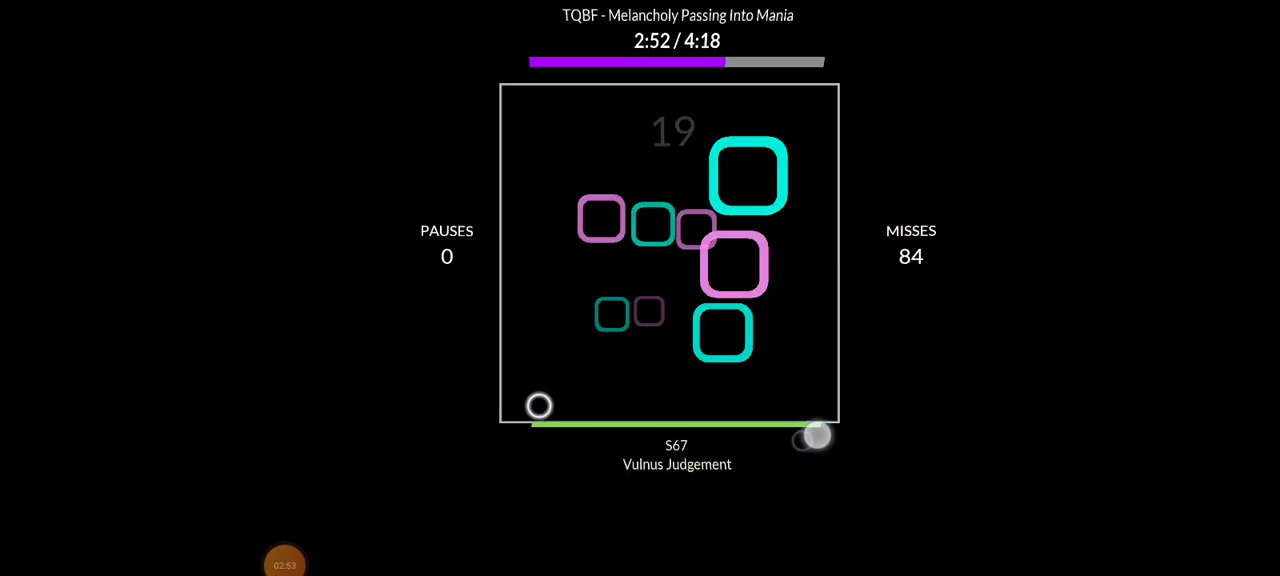 TQBF - Melancholy Passing Into Mania
2:52 / 4:18
19
PAUSES
0
MISSES
84
S67
Vulnus Judgement
02:53